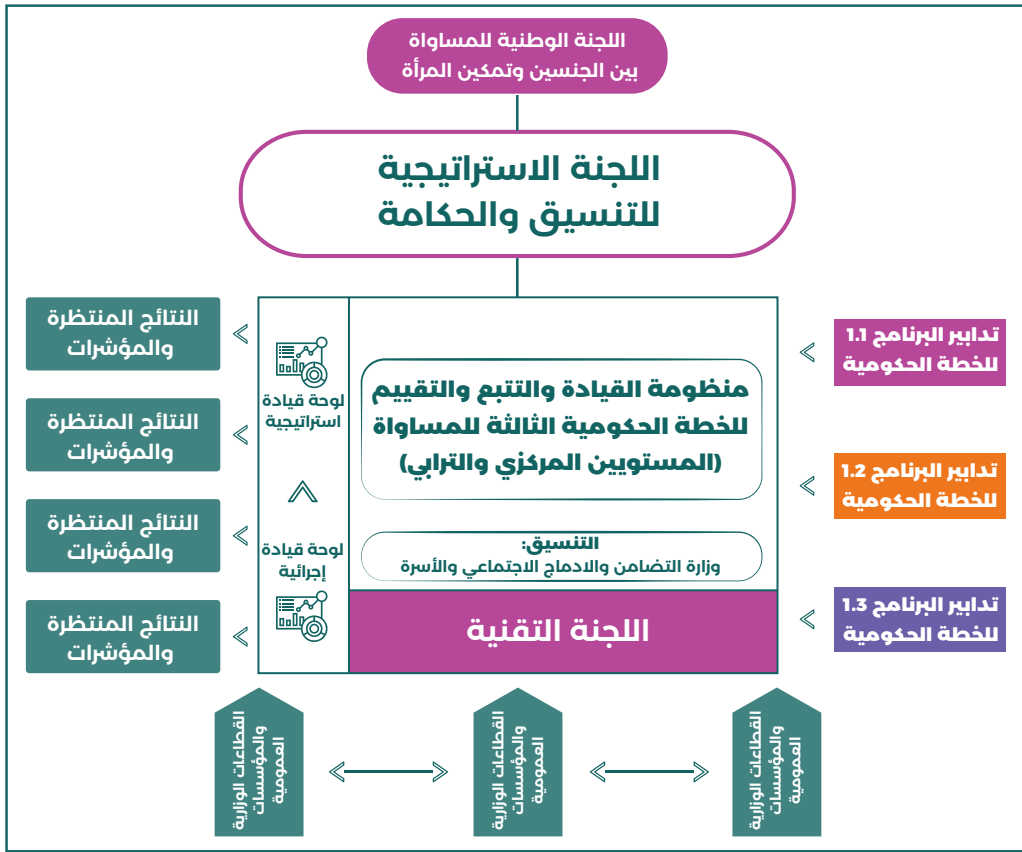 اللجنة الوطنية للمساواة
بين الجنسين وتمكين المرأة
اللجنة الاستراتيجية
للتنسيق والحكامة
تدابير البرنامج 1.1
للخطة الحكومية
تدابير البرنامج 1.2
للخطة الحكومية
تدابير البرنامج 1.3
للخطة الحكومية
منظومة القيادة والتتبع والتقييم
للخطة الحكومية الثالثة للمساواة
(المستويين المركزي والترابي)
التنسيق:
وزارة التضامن والادماج الاجتماعي والأسرة
اللجنة التقنية
لوحة قيادة
استراتيجية
لوحة قيادة
إجرائية
النتائج المنتظرة
والمؤشرات
النتائج المنتظرة
والمؤشرات
النتائج المنتظرة
والمؤشرات
النتائج المنتظرة
والمؤشرات
القطاعات الوزارية
والمؤسسات
العمومية
القطاعات الوزارية
والمؤسسات
العمومية
القطاعات الوزارية
والمؤسسات
العمومية